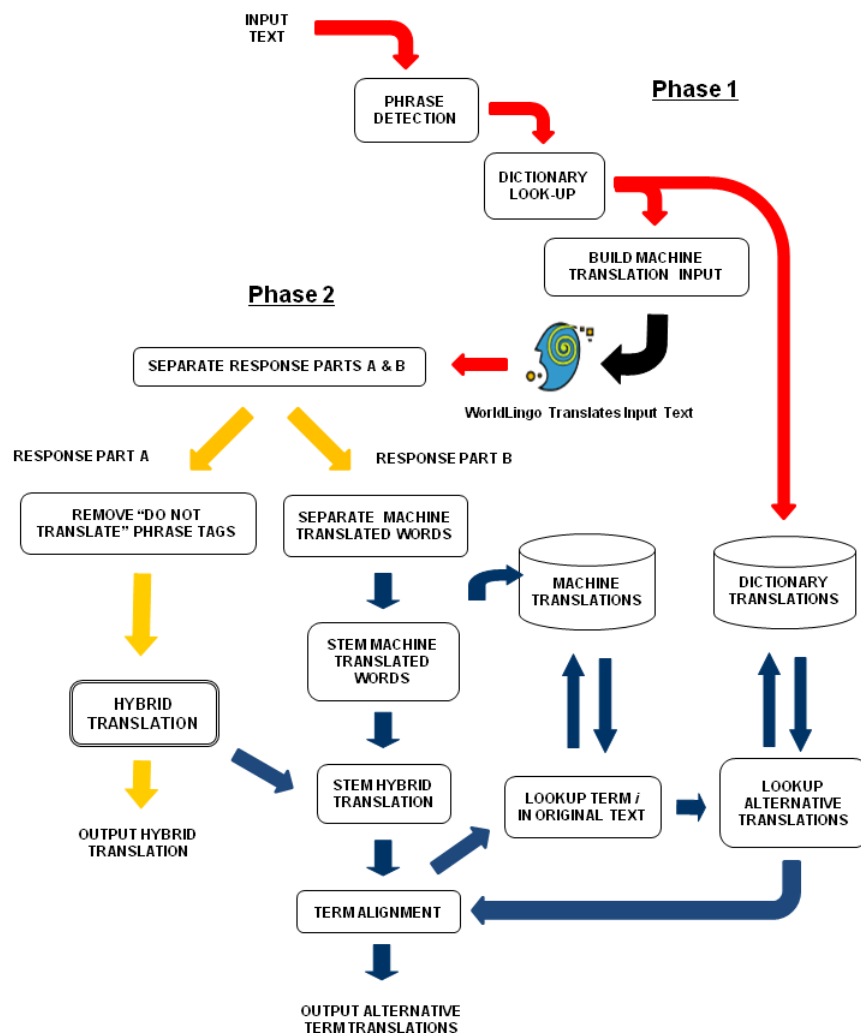 INPUT
TEXT
Phase 1
PHRASE
DETECTION
DICTIONARY
LOOK-UP
BUILD MACHINE
TRANSLATION INPUT
Phase 2
SEPARATE RESPONSE PARTS A & B
WorldLingo Translates Input Text
RESPONSE PART A
RESPONSE PART B
REMOVE “DO NOT
TRANSLATE” PHRASE TAGS
SEPARATE MACHINE
TRANSLATED WORDS
MACHINE
TRANSLATIONS
DICTIONARY
TRANSLATIONS
STEM MACHINE
TRANSLATED
WORDS
HYBRID
TRANSLATION
STEM HYBRID
TRANSLATION
LOOKUP TERM i
IN ORIGINAL TEXT
LOOKUP
ALTERNATIVE
TRANSLATIONS
OUTPUT HYBRID
TRANSLATION
TERM ALIGNMENT
OUTPUT ALTERNATIVE
TERM TRANSLATIONS